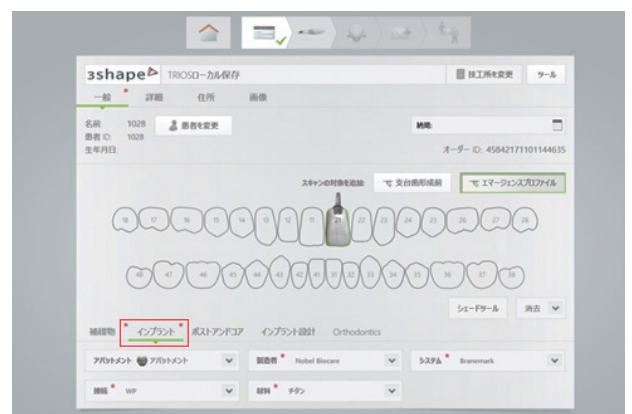 3shape TRIOSローカル保存 技工所を変更 ツール
一般 詳細 住所 画像
名前 1028 患者を変更 納期:
患者 ID: 1028
生年月日: オーダー ID: 45842171101144635
スキャンの対象を追加: 支台歯形成前 エマージェンスプロファイル
18 17 16 15 14 13 12 11 21 22 23 24 25 26 27 28
48 47 46 45 44 43 42 41 31 32 33 34 35 36 37 38
シェードツール 消去
補綴物 インプラント ポストアンドコア インプラント設計 Orthodontics
アバットメント アバットメント 製造者 Nobel Biocare システム Branemark
接続 WP 材料 チタン